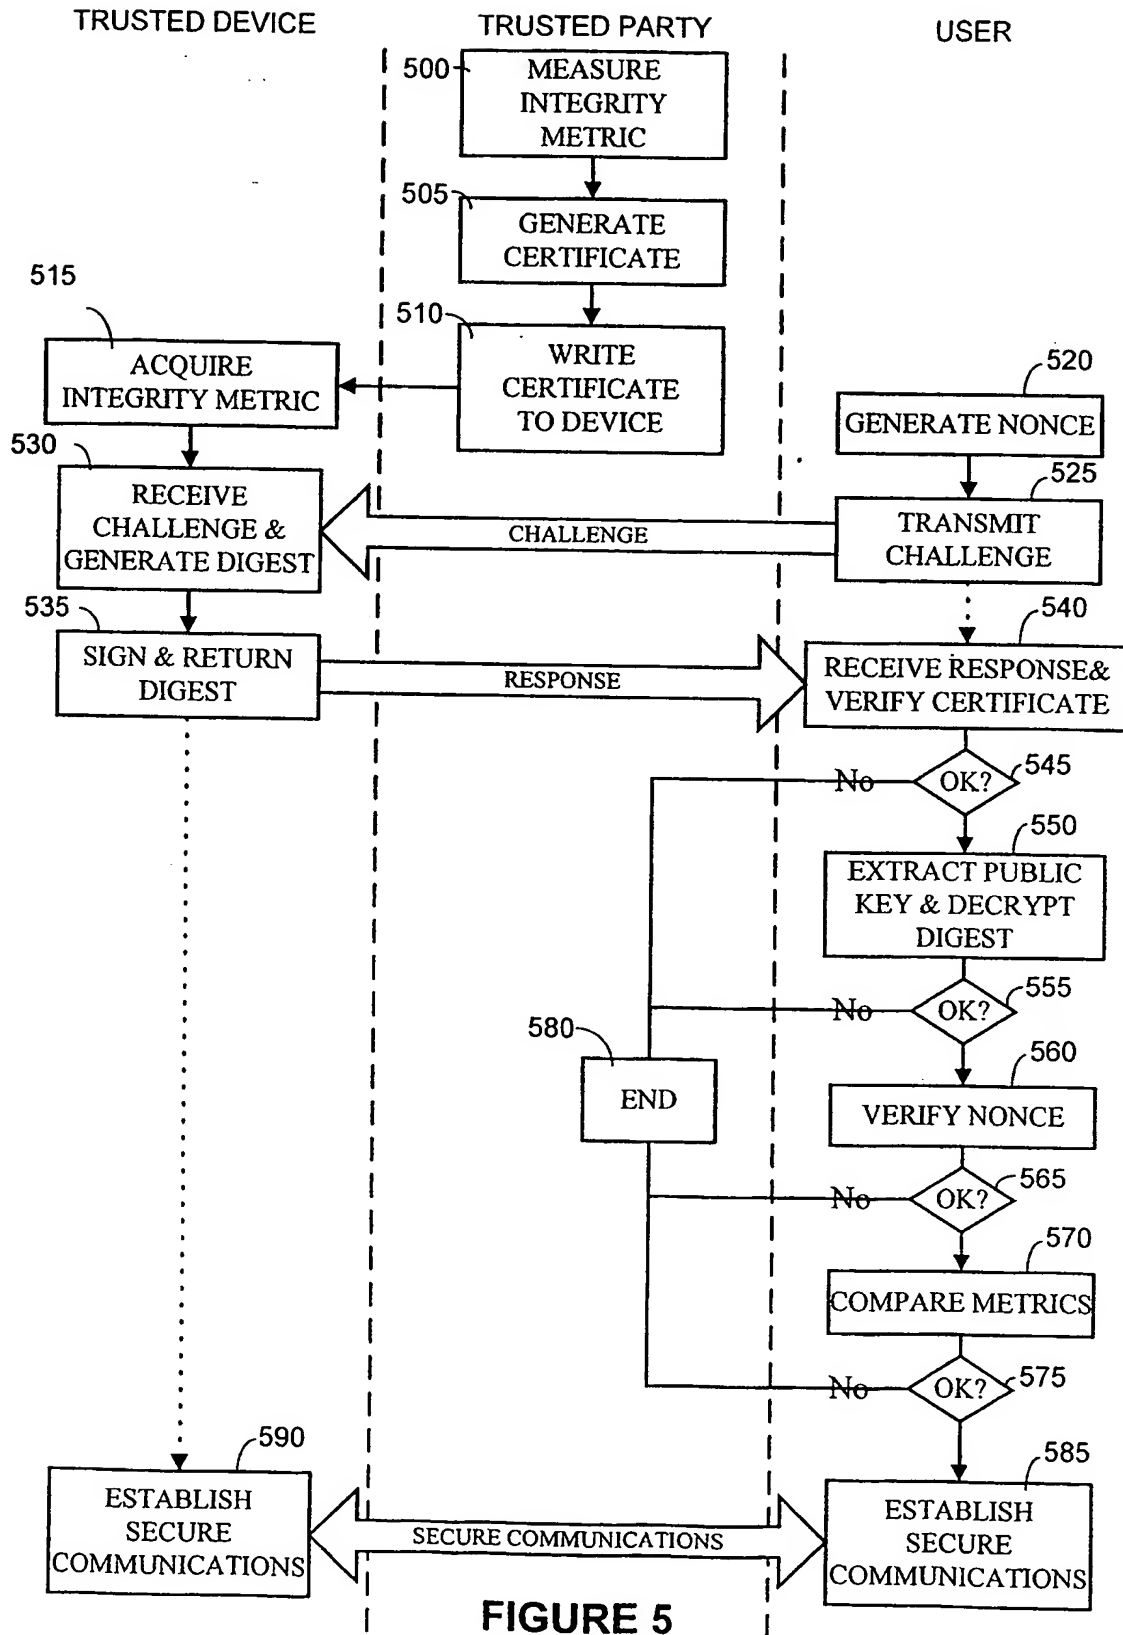 TRUSTED DEVICE
TRUSTED PARTY
USER
500
MEASURE
INTEGRITY
METRIC
505
GENERATE
CERTIFICATE
510
WRITE
CERTIFICATE
TO DEVICE
515
ACQUIRE
INTEGRITY METRIC
520
GENERATE NONCE
525
TRANSMIT
CHALLENGE
CHALLENGE
530
RECEIVE
CHALLENGE &
GENERATE DIGEST
535
SIGN & RETURN
DIGEST
RESPONSE
540
RECEIVE RESPONSE&
VERIFY CERTIFICATE
545
OK?
No
550
EXTRACT PUBLIC
KEY & DECRYPT
DIGEST
555
OK?
No
580
END
560
VERIFY NONCE
565
OK?
No
570
COMPARE METRICS
575
OK?
No
590
ESTABLISH
SECURE
COMMUNICATIONS
SECURE COMMUNICATIONS
585
ESTABLISH
SECURE
COMMUNICATIONS
FIGURE 5